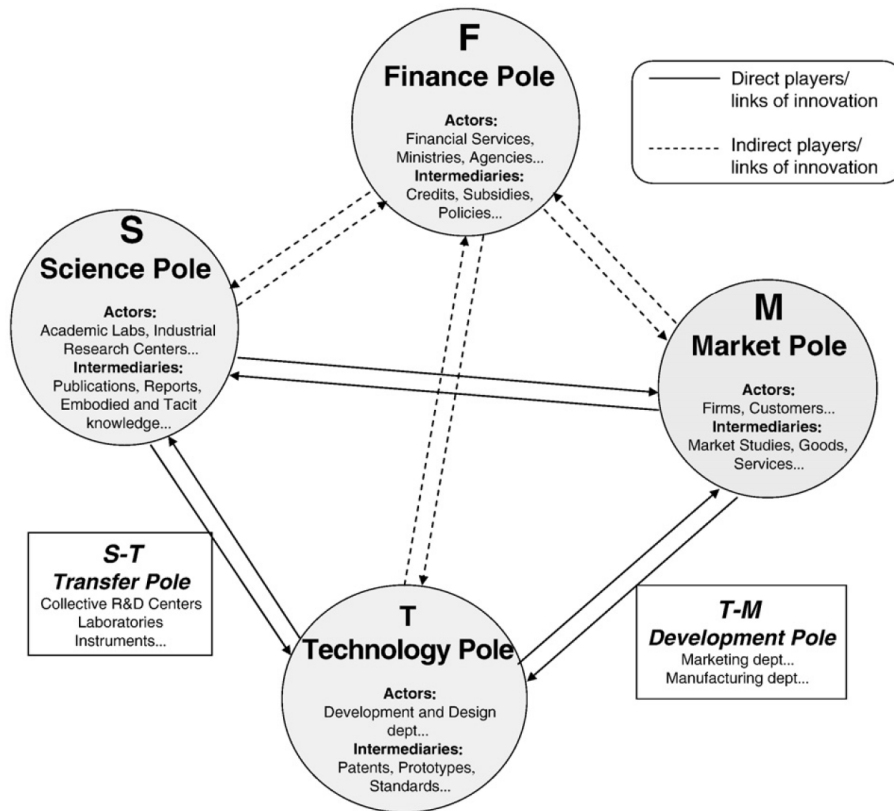 F
Finance Pole
Actors:
Financial Services,
Ministries, Agencies...
Intermediaries:
Credits, Subsidies,
Policies...
Direct players/
links of innovation
Indirect players/
links of innovation
S
Science Pole
Actors:
Academic Labs, Industrial
Research Centers...
Intermediaries:
Publications, Reports,
Embodied and Tacit
knowledge...
M
Market Pole
Actors:
Firms, Customers...
Intermediaries:
Market Studies, Goods,
Services...
S-T
Transfer Pole
Collective R&D Centers
Laboratories
Instruments...
T
Technology Pole
Actors:
Development and Design
dept...
Intermediaries:
Patents, Prototypes,
Standards...
T-M
Development Pole
Marketing dept...
Manufacturing dept...